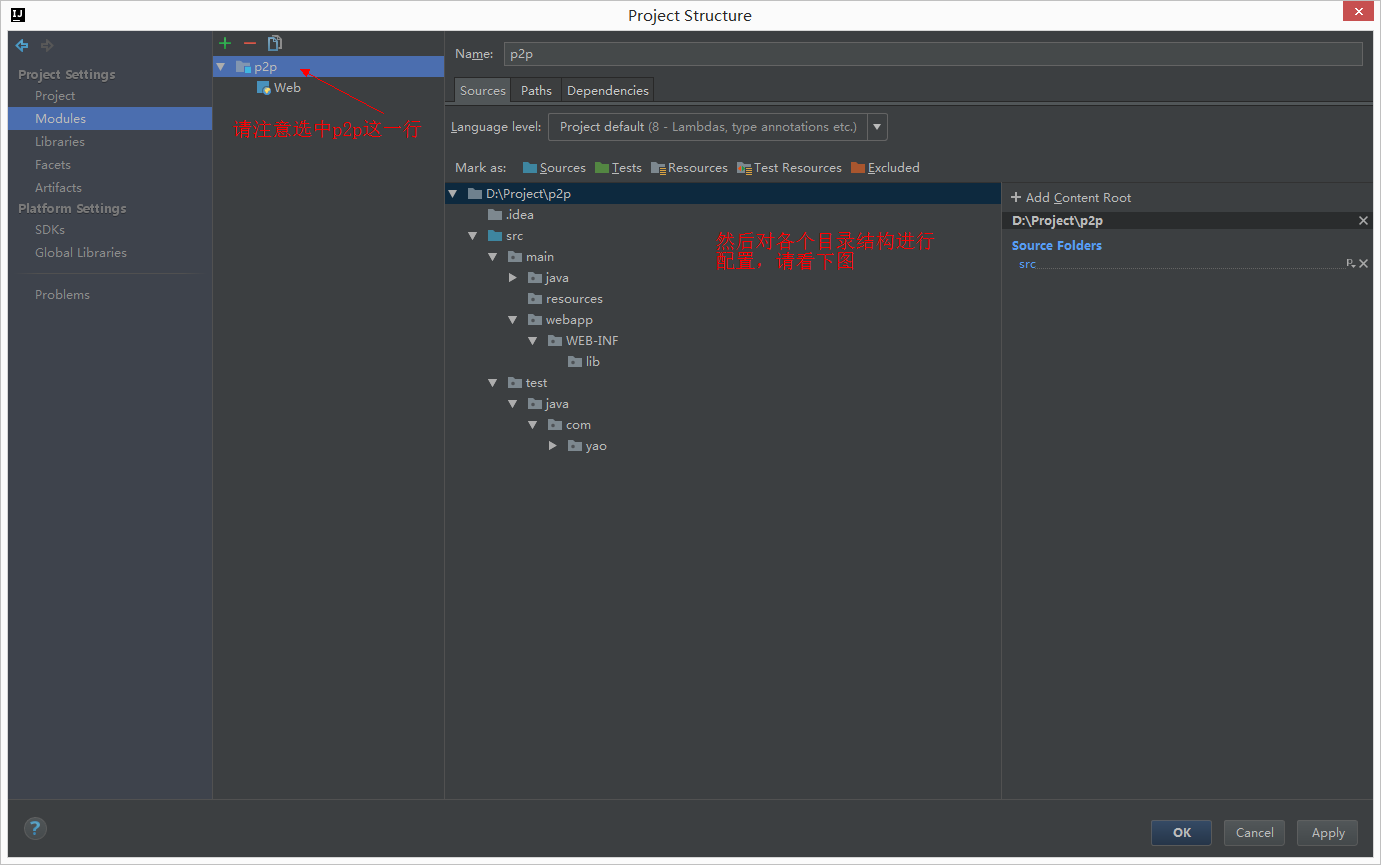 IJ
Project Structure
Project Settings
Project
Modules
Libraries
Facets
Artifacts
Platform Settings
SDKs
Global Libraries
Problems
p2p
Web
请注意选中p2p这一行
Name: p2p
Sources Paths Dependencies
Language level: Project default (8 - Lambdas, type annotations etc.)
Mark as: Sources Tests Resources Test Resources Excluded
D:\Project\p2p
.idea
src
main
java
resources
webapp
WEB-INF
lib
test
java
com
yao
然后对各个目录结构进行
配置，请看下图
+ Add Content Root
D:\Project\p2p
Source Folders
src
?
OK Cancel Apply